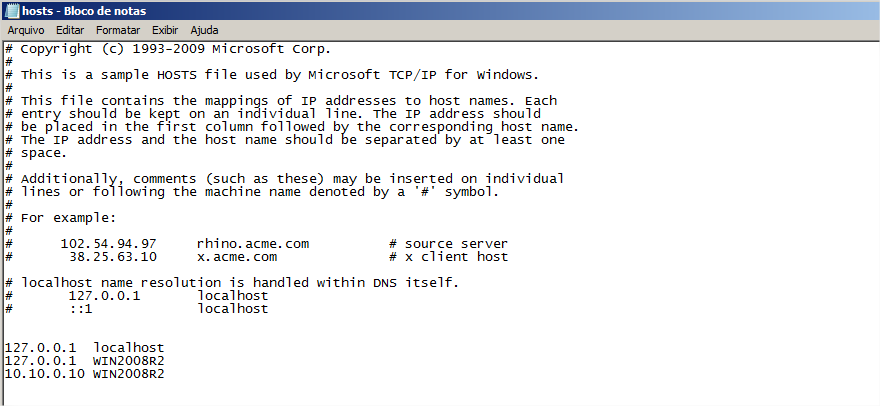 hosts - Bloco de notas
Arquivo Editar Formatar Exibir Ajuda
# Copyright (c) 1993-2009 Microsoft Corp.
#
# This is a sample HOSTS file used by Microsoft TCP/IP for Windows.
#
# This file contains the mappings of IP addresses to host names. Each
# entry should be kept on an individual line. The IP address should
# be placed in the first column followed by the corresponding host name.
# The IP address and the host name should be separated by at least one
# space.
#
# Additionally, comments (such as these) may be inserted on individual
# lines or following the machine name denoted by a '#' symbol.
#
# For example:
#
#      102.54.94.97     rhino.acme.com          # source server
#       38.25.63.10     x.acme.com              # x client host

# localhost name resolution is handled within DNS itself.
#       127.0.0.1       localhost
#       ::1             localhost

127.0.0.1  localhost
127.0.0.1  WIN2008R2
10.10.0.10 WIN2008R2